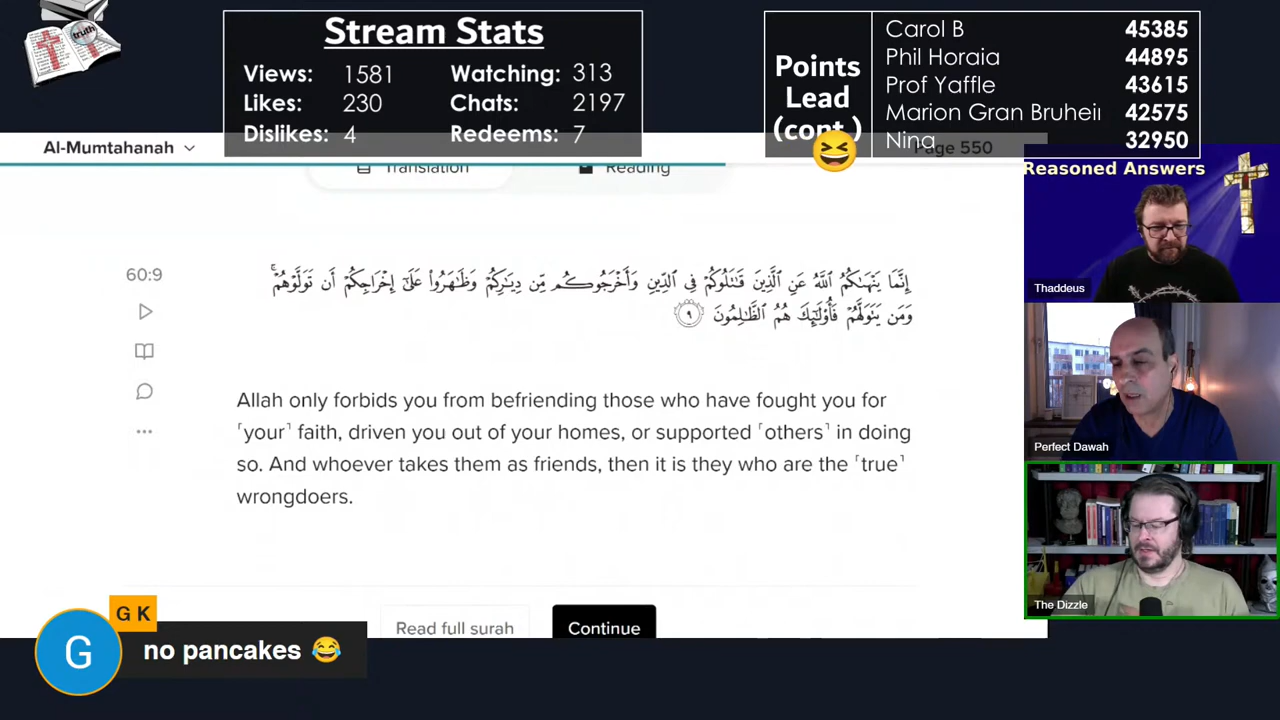 truth
Stream Stats
Views: 1581
Watching: 313
Likes: 230
Chats: 2197
Dislikes: 4
Redeems: 7
Points
Lead
(cont.)
Carol B 45385
Phil Horaia 44895
Prof Yaffle 43615
Marion Gran Bruhein 42575
Nina 32950
Al-Mumtahanah
Page 550
Translation
Reading
60:9
إِنَّمَا يَنْهَىٰكُمُ ٱللَّهُ عَنِ ٱلَّذِينَ قَـٰتَلُوكُمْ فِى ٱلدِّينِ وَأَخْرَجُوكُم مِّن دِيَـٰرِكُمْ وَظَـٰهَرُوا۟ عَلَىٰٓ إِخْرَاجِكُمْ أَن تَوَلَّوْهُمْ ۚ
وَمَن يَتَوَلَّهُمْ فَأُو۟لَـٰٓئِكَ هُمُ ٱلظَّـٰلِمُونَ ٩
Allah only forbids you from befriending those who have fought you for
˹your˺ faith, driven you out of your homes, or supported ˹others˺ in doing
so. And whoever takes them as friends, then it is they who are the ˹true˺
wrongdoers.
Read full surah
Continue
Reasoned Answers
Thaddeus
Perfect Dawah
The Dizzle
G K
G
no pancakes 😂